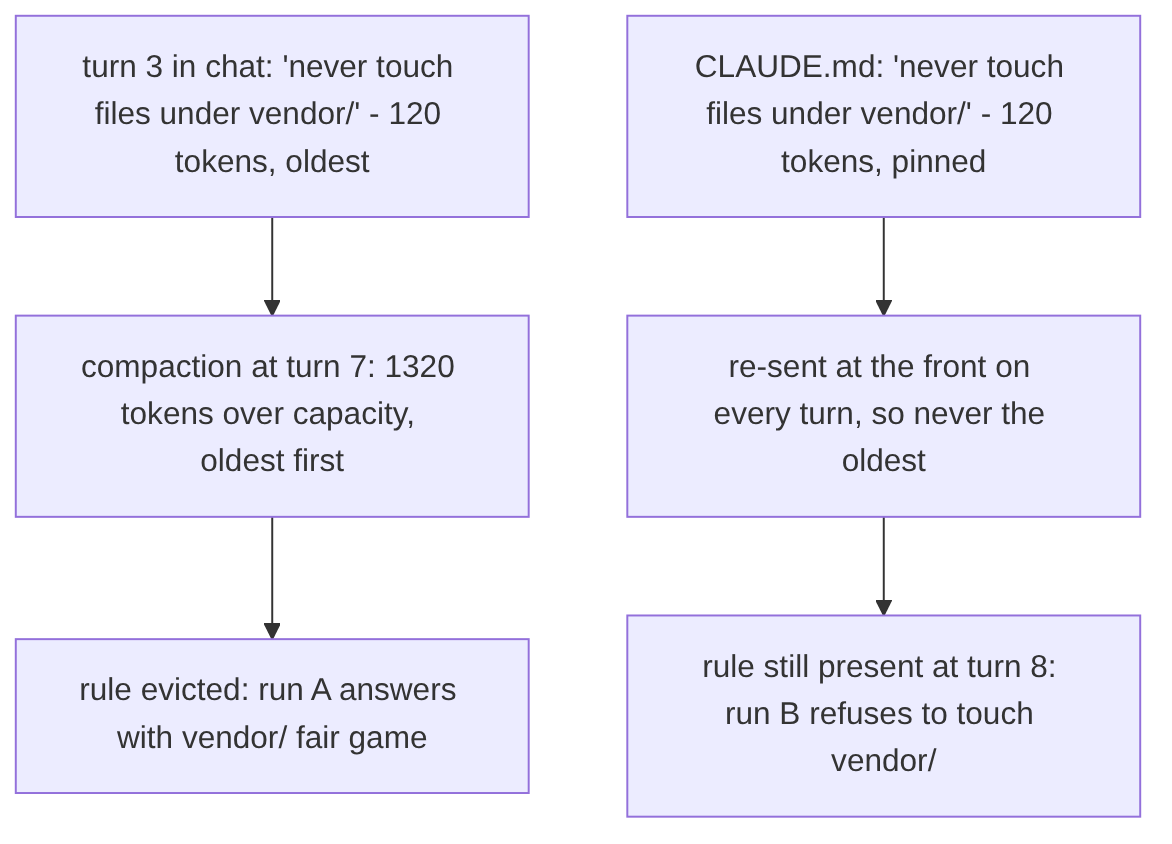 turn 3 in chat: 'never touch
files under vendor/' - 120
tokens, oldest
compaction at turn 7: 1320
tokens over capacity,
oldest first
rule evicted: run A answers
with vendor/ fair game
CLAUDE.md: 'never touch
files under vendor/' - 120
tokens, pinned
re-sent at the front on
every turn, so never the
oldest
rule still present at turn 8:
run B refuses to touch
vendor/